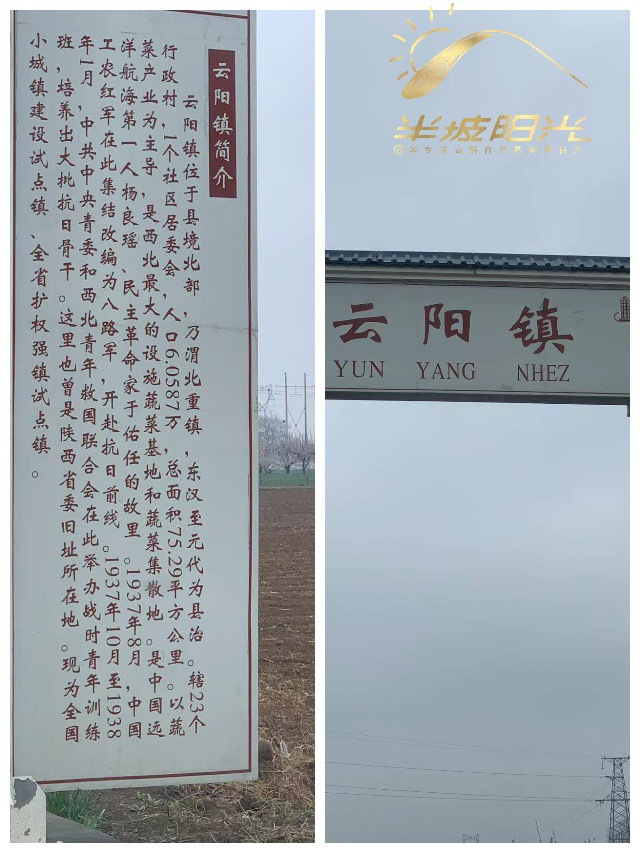 云阳镇简介
云阳镇位于县境北部，乃渭北重镇，东汉至元代为县治。辖23个
行政村，1个社区居委会，人口6.0587万，总面积75.29平方公里。以蔬
菜产业为主导，是西北最大的设施蔬菜基地和蔬菜集散地。是中国远
洋航海第一人杨良瑶、民主革命家于佑任的故里。1937年8月，中国
工农红军在此集结改编为八路军，开赴抗日前线。1937年10月至1938
年1月，中共中央青委和西北青年救国联合会在此举办战时青年训练
班，培养出大批抗日骨干。这里也曾是陕西省委旧址所在地。现为全国
小城镇建设试点镇、全省扩权强镇试点镇。
半坡阳光
云阳镇
YUN YANG NHEZ